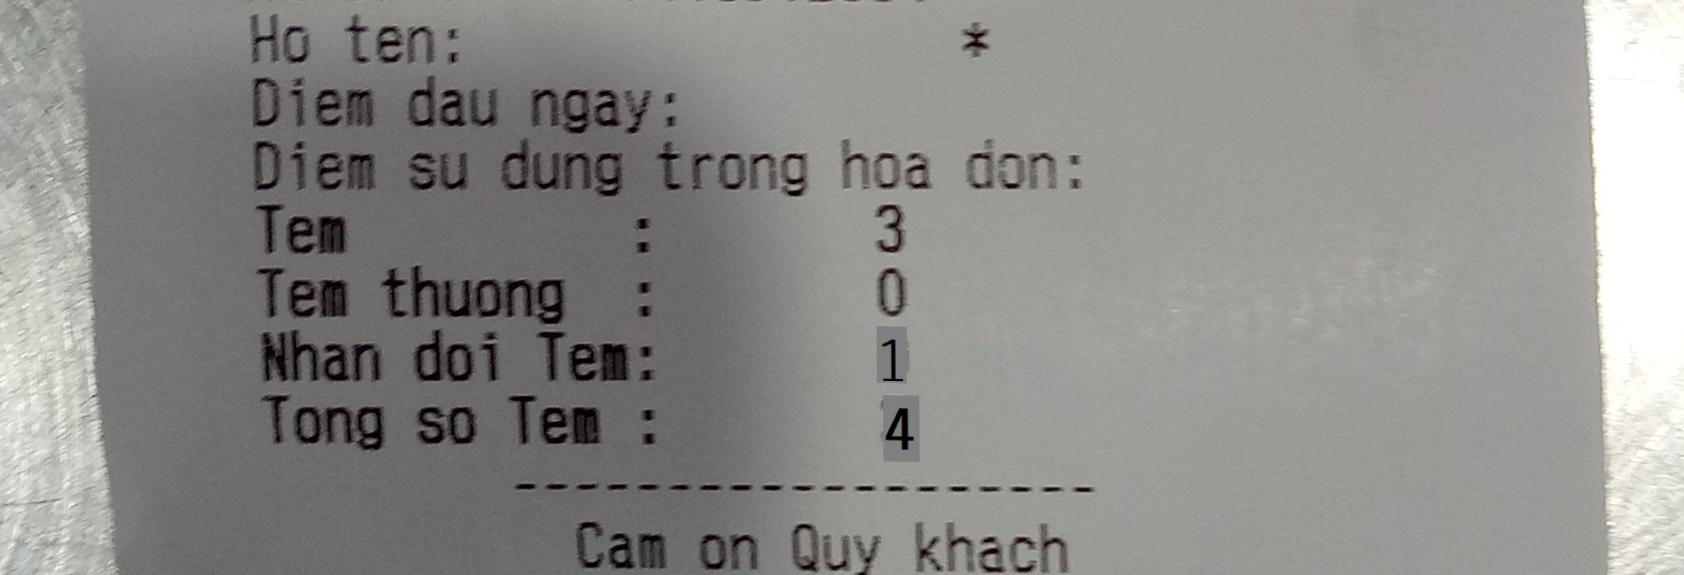 Ho ten: *
Diem dau ngay:
Diem su dung trong hoa don:
Tem : 3
Tem thuong : 0
Nhan doi Tem: 1
Tong so Tem : 4
--------------------
Cam on Quy khach